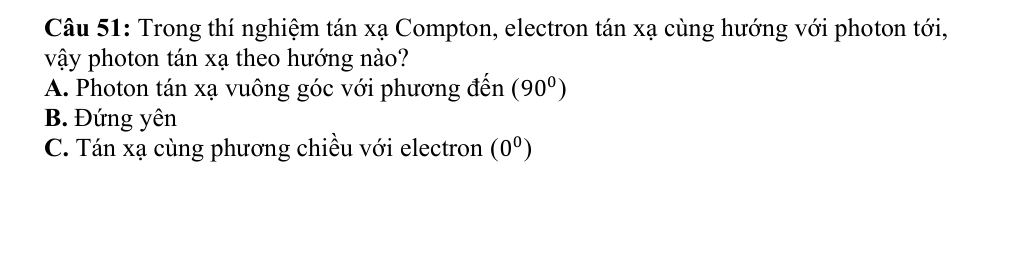 Câu 51: Trong thí nghiệm tán xạ Compton, electron tán xạ cùng hướng với photon tới,
vậy photon tán xạ theo hướng nào?
A. Photon tán xạ vuông góc với phương đến (90⁰)
B. Đứng yên
C. Tán xạ cùng phương chiều với electron (0⁰)